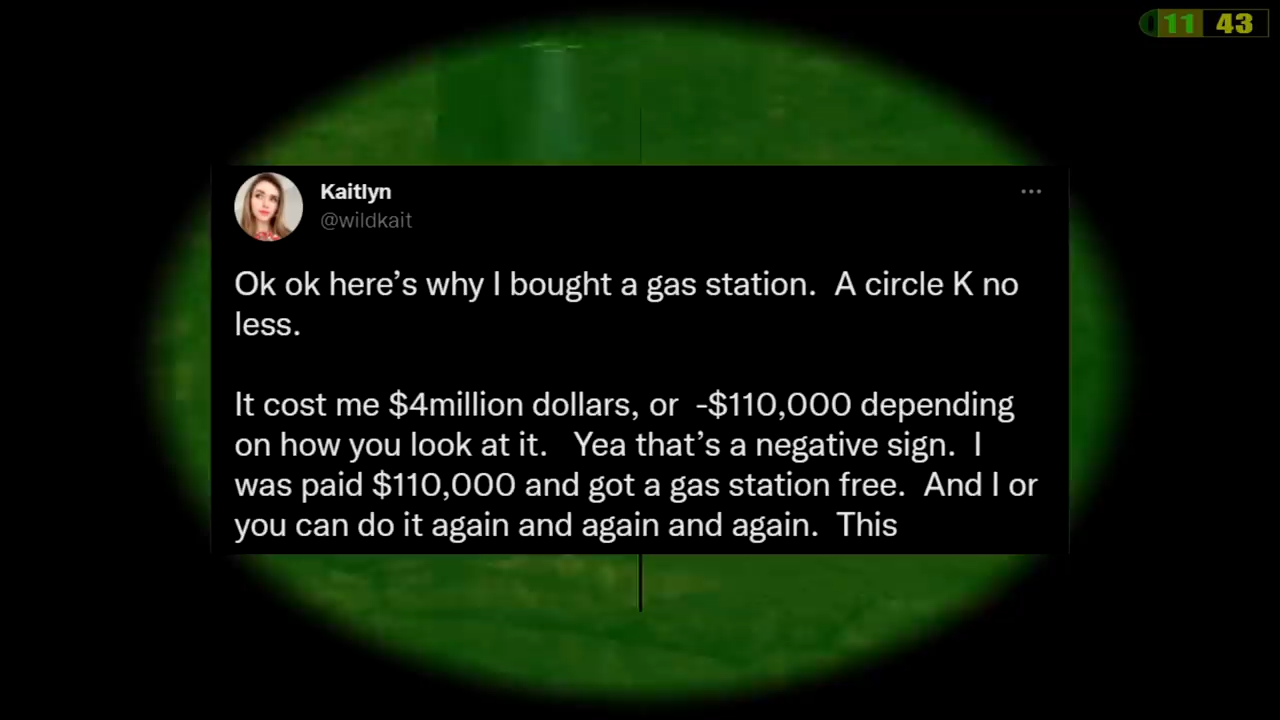 11 43
Kaitlyn
@wildkait
Ok ok here’s why I bought a gas station.  A circle K no
less.
It cost me $4million dollars, or  -$110,000 depending
on how you look at it.   Yea that’s a negative sign.  I
was paid $110,000 and got a gas station free.  And I or
you can do it again and again and again.  This